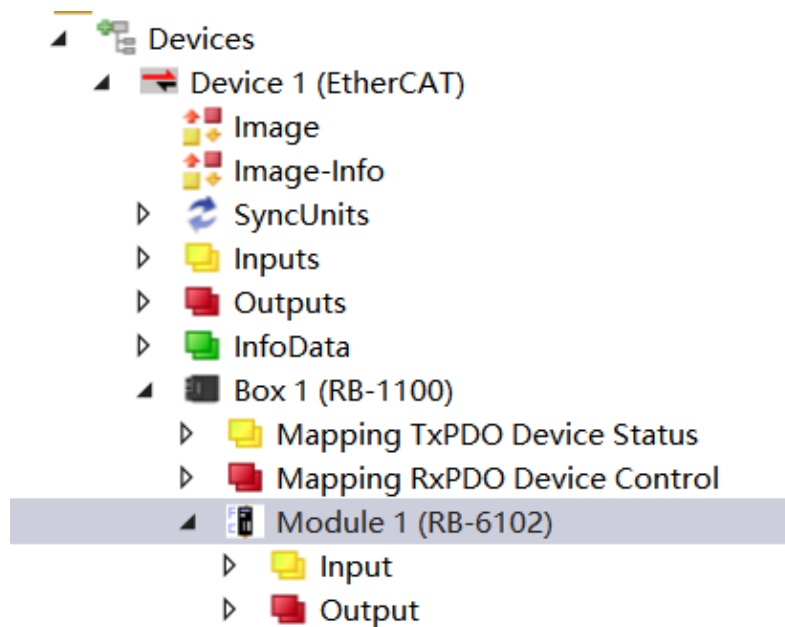 Devices
Device 1 (EtherCAT)
Image
Image-Info
SyncUnits
Inputs
Outputs
InfoData
Box 1 (RB-1100)
Mapping TxPDO Device Status
Mapping RxPDO Device Control
Module 1 (RB-6102)
Input
Output